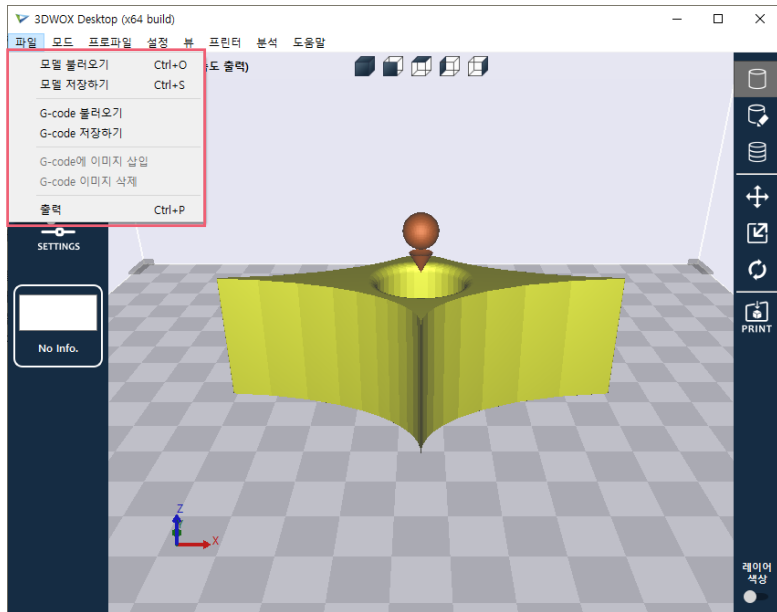 3DWOX Desktop (x64 build)
파일 모드 프로파일 설정 뷰 프린터 분석 도움말
모델 불러오기 Ctrl+O
도 출력)
모델 저장하기 Ctrl+S
G-code 불러오기
G-code 저장하기
G-code에 이미지 삽입
G-code 이미지 삭제
출력 Ctrl+P
SETTINGS
No Info.
PRINT
Z
X
레이어
색상